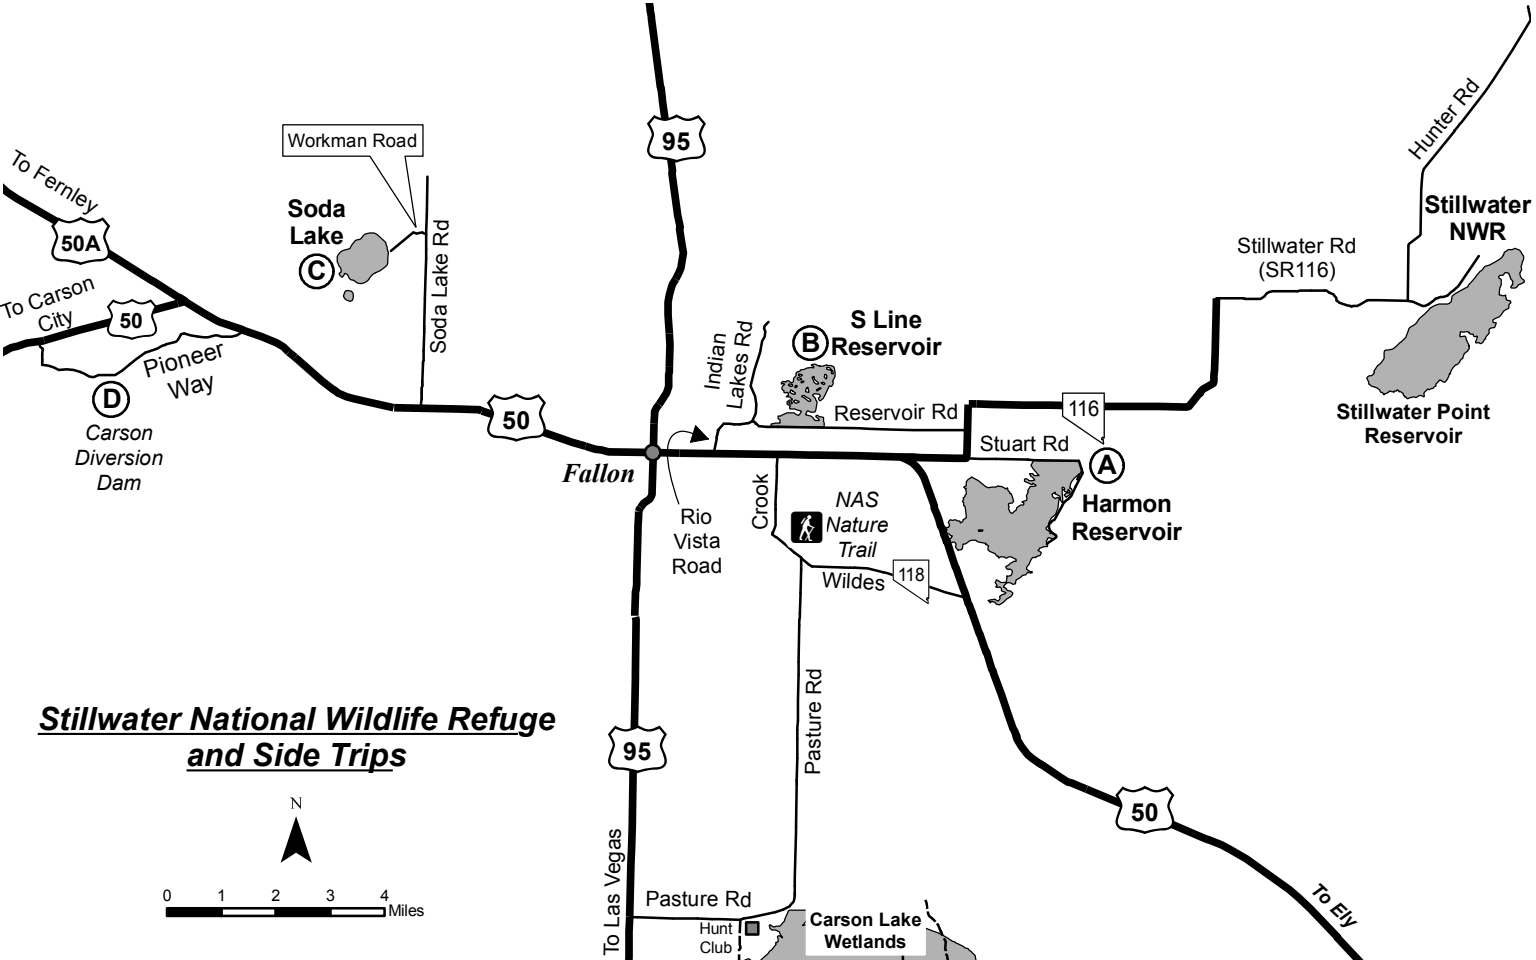 Hunter Rd
95
Workman Road
To Fernley
Soda
Lake
C
50A
Soda Lake Rd
Stillwater
NWR
Stillwater Rd
(SR116)
To Carson
City
50
Pioneer
Way
D
Carson
Diversion
Dam
Indian
Lakes Rd
B
S Line
Reservoir
50
Reservoir Rd
116
Stillwater Point
Reservoir
Stuart Rd
A
Harmon
Reservoir
Fallon
Crook
NAS
Nature
Trail
Rio
Vista
Road
Wildes
118
Stillwater National Wildlife Refuge
and Side Trips
Pasture Rd
95
50
N
0 1 2 3 4
Miles
To Las Vegas
Pasture Rd
Hunt
Club
Carson Lake
Wetlands
To Ely